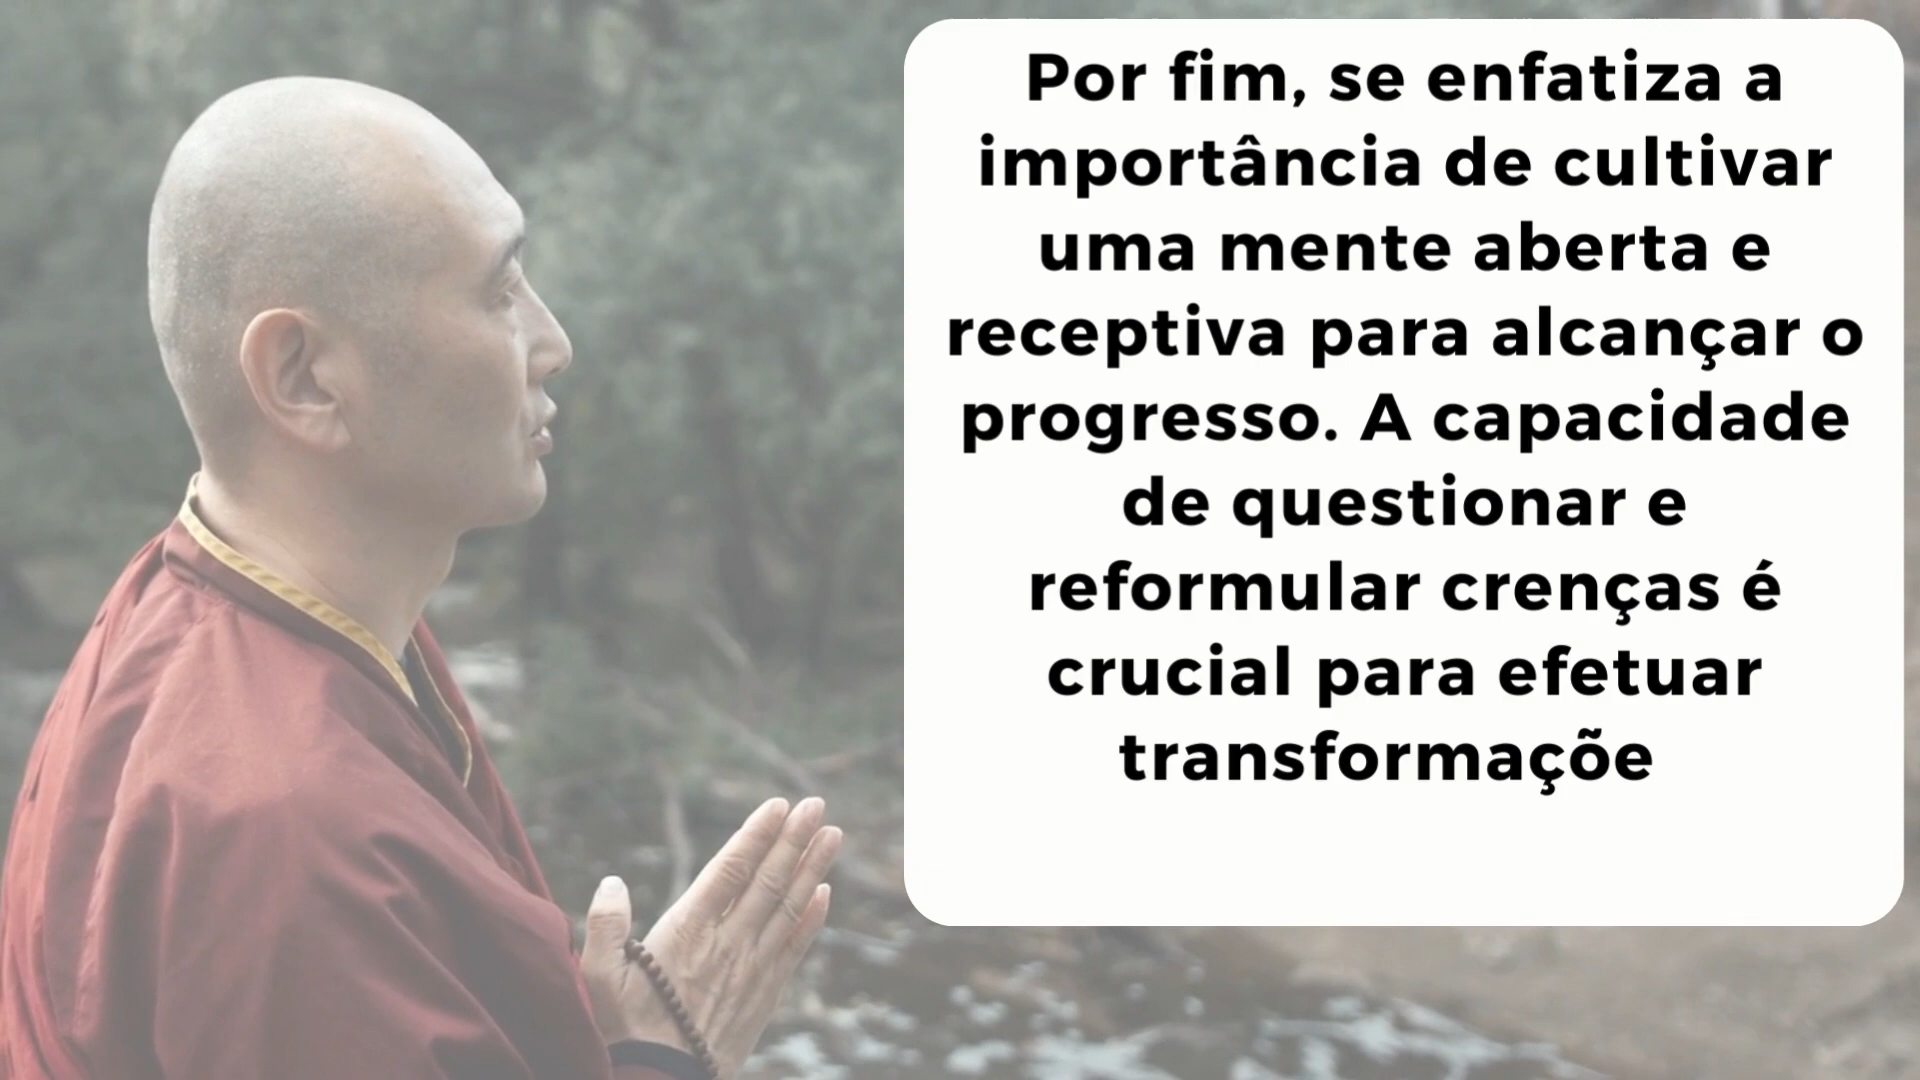 Por fim, se enfatiza a
importância de cultivar
uma mente aberta e
receptiva para alcançar o
progresso. A capacidade
de questionar e
reformular crenças é
crucial para efetuar
transformaçõe